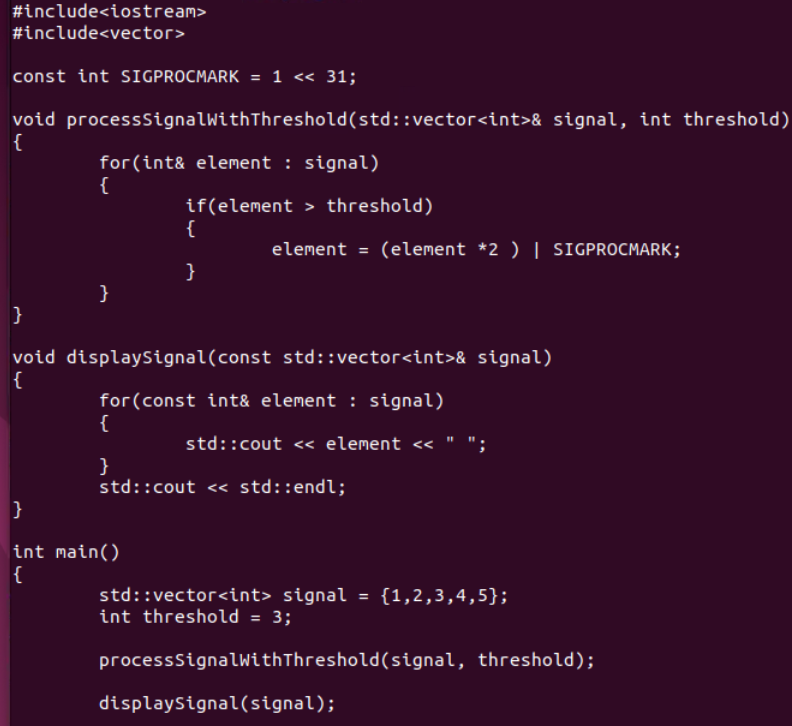 #include<iostream>
#include<vector>

const int SIGPROCMARK = 1 << 31;

void processSignalWithThreshold(std::vector<int>& signal, int threshold)
{
        for(int& element : signal)
        {
                if(element > threshold)
                {
                        element = (element *2 ) | SIGPROCMARK;
                }
        }
}

void displaySignal(const std::vector<int>& signal)
{
        for(const int& element : signal)
        {
                std::cout << element << " ";
        }
        std::cout << std::endl;
}

int main()
{
        std::vector<int> signal = {1,2,3,4,5};
        int threshold = 3;

        processSignalWithThreshold(signal, threshold);

        displaySignal(signal);